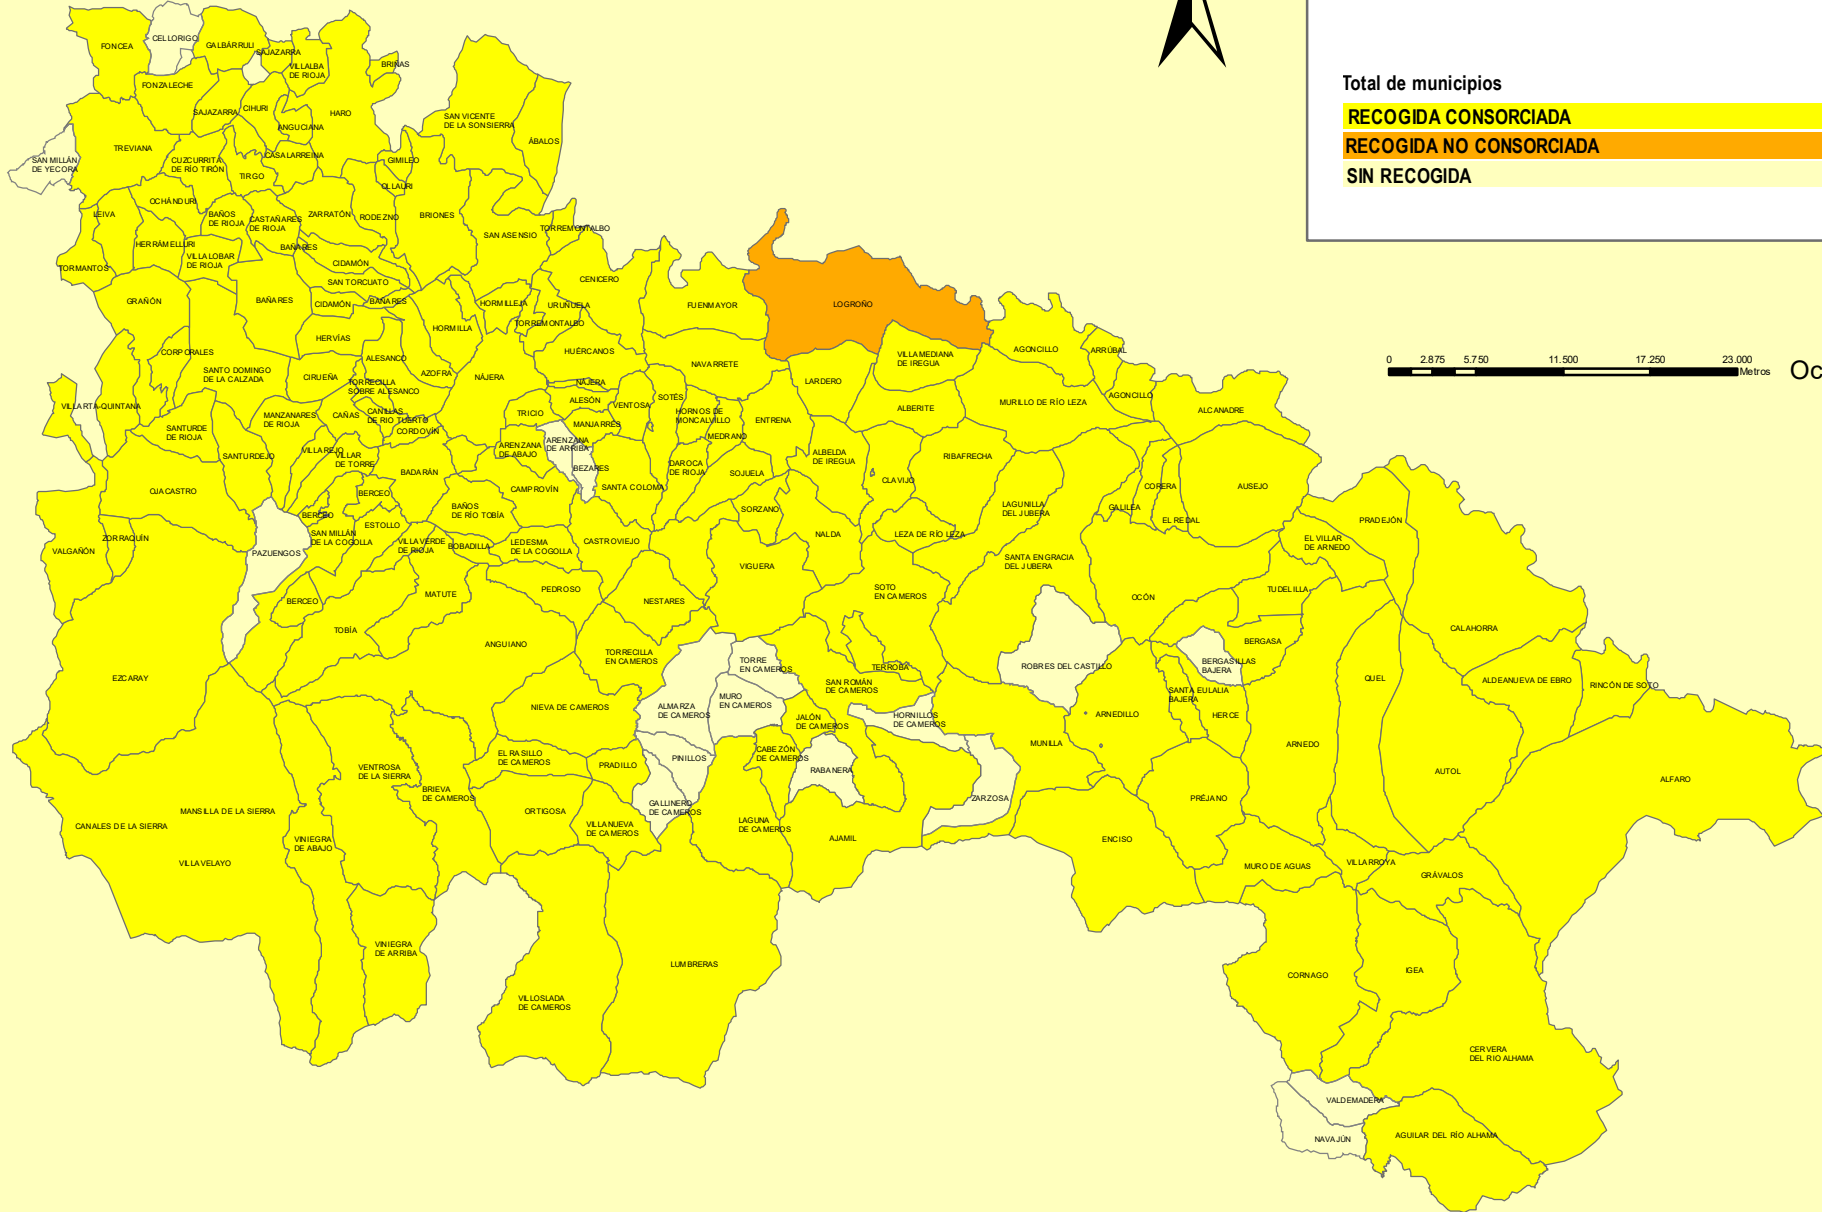 Total de municipios
RECOGIDA CONSORCIADA
RECOGIDA NO CONSORCIADA
SIN RECOGIDA
0 2.875 5.750 11.500 17.250 23.000
Metros
Oc
FONCEA
CELLORIGO
GALBÁRRULI
SAJAZARRA
VILLALBA
DE RIOJA
BRIÑAS
FONZALECHE
SAJAZARRA
CIHURI
ANGUCIANA
HARO
SAN VICENTE
DE LA SONSIERRA
ÁBALOS
TREVIANA
SAN MILLÁN
DE YECORA
CUZCURRITA
DE RÍO TIRÓN
TIRGO
CASALARREINA
GIMILEO
OLLAURI
OCHÁNDURI
LEIVA
BAÑOS
DE RIOJA
CASTAÑARES
DE RIOJA
ZARRATÓN
RODEZNO
BRIONES
SAN ASENSIO
TORREMONTALBO
HERRAMELLURI
VILLALOBAR
DE RIOJA
BAÑARES
CIDAMÓN
SAN TORCUATO
TORMANTOS
GRAÑÓN
BAÑARES
CIDAMÓN
BAÑARES
HORMILLEJA
URUÑUELA
CENICERO
FUENMAYOR
LOGROÑO
TORREMONTALBO
HORMILLA
HERVÍAS
HUÉRCANOS
NAVARRETE
CORPORALES
SANTO DOMINGO
DE LA CALZADA
CIRUEÑA
ALESANCO
AZOFRA
NÁJERA
NÁJERA
LARDERO
VILLAMEDIANA
DE IREGUA
AGONCILLO
ARRÚBAL
TORRECILLA
SOBRE ALESANCO
ALESÓN
VENTOSA
SOTÉS
HORNOS DE
MONCALVILLO
ENTRENA
ALBERITE
MURILLO DE RÍO LEZA
AGONCILLO
ALCANADRE
VILLARTA-QUINTANA
MANZANARES
DE RIOJA
CAÑAS
CANILLAS
DE RIO TUERTO
CORDOVÍN
TRICIO
MANJARRÉS
SANTURDE
DE RIOJA
SANTURDEJO
VILLAREJO
VILLAR
DE TORRE
BADARÁN
ARENZANA
DE ABAJO
ARENZANA
DE ARRIBA
BEZARES
MEDRANO
DAROCA
DE RIOJA
SOJUELA
ALBELDA
DE IREGUA
CLAVIJO
RIBAFRECHA
CORERA
AUSEJO
OJACASTRO
BERCEO
CAMPROVÍN
SANTA COLOMA
BERCEO
BAÑOS
DE RÍO TOBÍA
SORZANO
LAGUNILLA
DEL JUBERA
GALILEA
EL REDAL
PRADEJÓN
ZORRAQUÍN
VALGAÑÓN
PAZUENGOS
SAN MILLÁN
DE LA COGOLLA
ESTOLLO
VILLAVERDE
DE RIOJA
BOBADILLA
LEDESMA
DE LA COGOLLA
CASTROVIEJO
NALDA
LEZA DE RÍO LEZA
EL VILLAR
DE ARNEDO
VIGUERA
SANTA ENGRACIA
DEL JUBERA
BERCEO
MATUTE
PEDROSO
NESTARES
SOTO
EN CAMEROS
OCÓN
TUDELILLA
TOBÍA
ANGUIANO
CALAHORRA
BERGASA
TORRECILLA
EN CAMEROS
TORRE
EN CAMEROS
TERROBA
ROBRES DEL CASTILLO
BERGASILLAS
BAJERA
EZCARAY
SAN ROMÁN
DE CAMEROS
QUEL
ALDEANUEVA DE EBRO
RINCÓN DE SOTO
NIEVA DE CAMEROS
ALMARZA
DE CAMEROS
MURO
EN CAMEROS
JALÓN
DE CAMEROS
HORNILLOS
DE CAMEROS
SANTA EULALIA
BAJERA
ARNEDILLO
HERCE
MUNILLA
ARNEDO
EL RASILLO
DE CAMEROS
PRADILLO
PINILLOS
CABEZÓN
DE CAMEROS
RABANERA
VENTROSA
DE LA SIERRA
BRIEVA
DE CAMEROS
AUTOL
ALFARO
ZARZOSA
PRÉJANO
MANSILLA DE LA SIERRA
ORTIGOSA
GALLINERO
DE CAMEROS
CANALES DE LA SIERRA
VILLANUEVA
DE CAMEROS
LAGUNA
DE CAMEROS
AJAMIL
ENCISO
VINIEGRA
DE ABAJO
VILLAVELAYO
MURO DE AGUAS
VILLARROYA
GRÁVALOS
VINIEGRA
DE ARRIBA
LUMBRERAS
CORNAGO
IGEA
VILLOSLADA
DE CAMEROS
CERVERA
DEL RIO ALHAMA
VALDEMADERA
NAVAJÚN
AGUILAR DEL RÍO ALHAMA